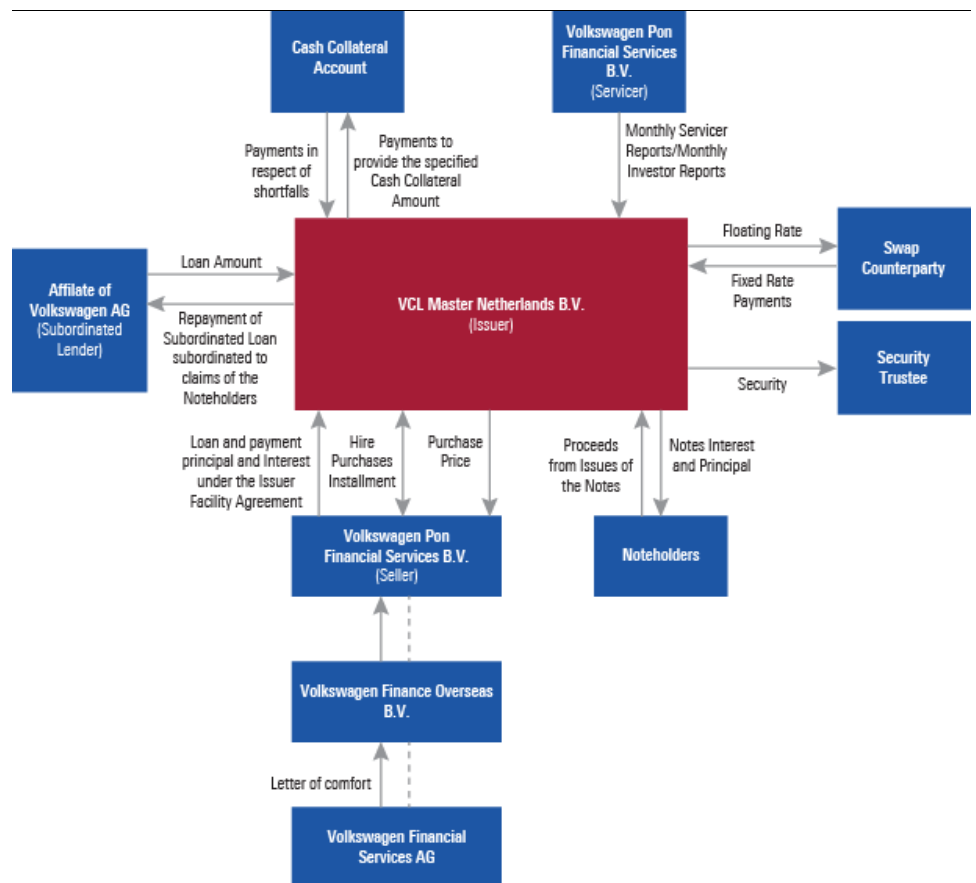 Cash Collateral
Account
Volkswagen Pon
Financial Services
B.V.
(Servicer)
Payments in
respect of
shortfalls
Payments to
provide the specified
Cash Collateral
Amount
Monthly Servicer
Reports/Monthly
Investor Reports
Affilate of
Volkswagen AG
(Subordinated
Lender)
Loan Amount
Repayment of
Subordinated Loan
subordinated to
claims of the
Noteholders
VCL Master Netherlands B.V.
(Issuer)
Floating Rate
Fixed Rate
Payments
Swap
Counterparty
Security
Security
Trustee
Loan and payment
principal and Interest
under the Issuer
Facility Agreement
Hire
Purchases
Installment
Purchase
Price
Proceeds
from Issues of
the Notes
Notes Interest
and Principal
Volkswagen Pon
Financial Services B.V.
(Seller)
Noteholders
Volkswagen Finance Overseas
B.V.
Letter of comfort
Volkswagen Financial
Services AG